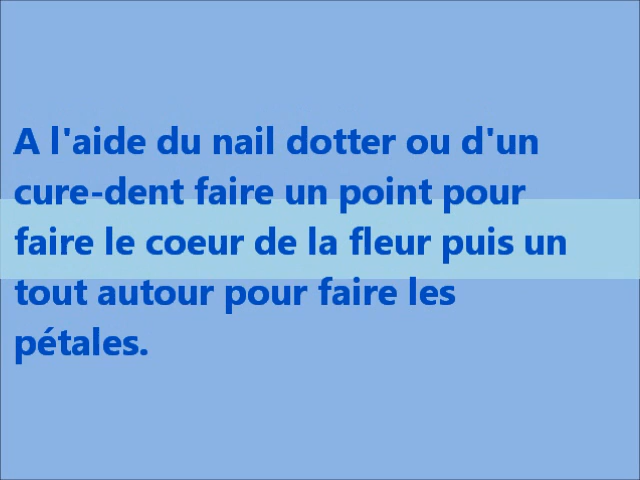 A l'aide du nail dotter ou d'un
cure-dent faire un point pour
faire le coeur de la fleur puis un
tout autour pour faire les
pétales.